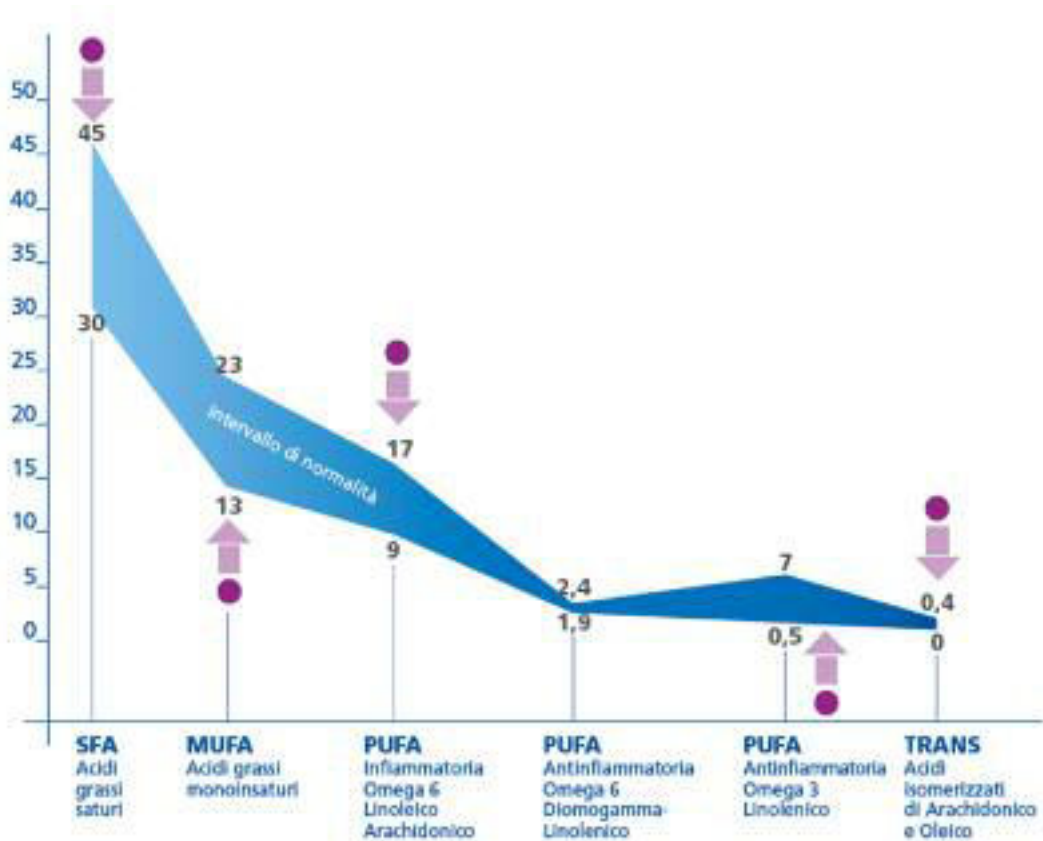 50
45
40
35
30
25
20
15
10
5
0
45
30
23
13
17
9
2,4
1,9
7
0,5
0,4
0
intervallo di normalità
SFA
Acidi
grassi
saturi
MUFA
Acidi grassi
monoinsaturi
PUFA
Infiammatoria
Omega 6
Linoleico
Arachidonico
PUFA
Antinfiammatoria
Omega 6
Diomogamma-
Linolenico
PUFA
Antinfiammatoria
Omega 3
Linolenico
TRANS
Acidi
Isomerizzati
di Arachidonico
e Oleico